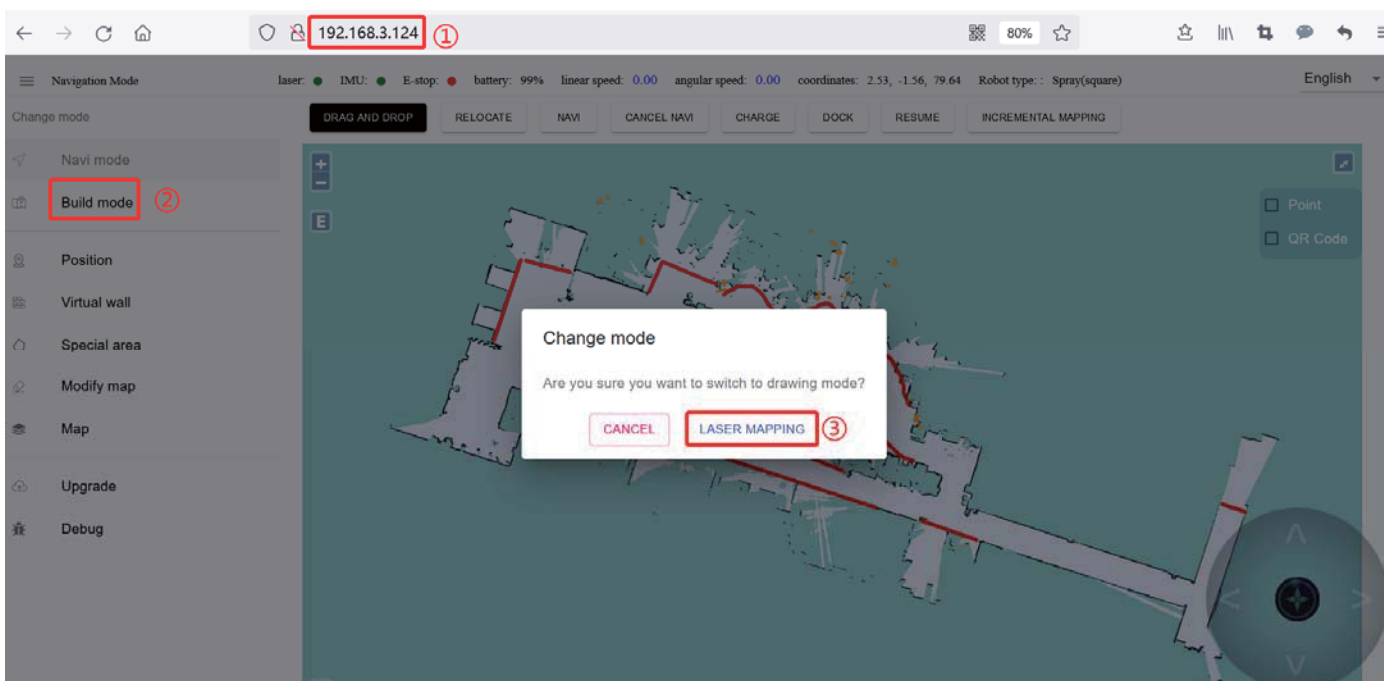 192.168.3.124 ①
80%
Navigation Mode
laser: IMU: E-stop: battery: 99% linear speed: 0.00 angular speed: 0.00 coordinates: 2.53, -1.56, 79.64 Robot type: : Spray(square)
English
Change mode
DRAG AND DROP RELOCATE NAVI CANCEL NAVI CHARGE DOCK RESUME INCREMENTAL MAPPING
Navi mode
Build mode ②
Position
Virtual wall
Special area
Modify map
Map
Upgrade
Debug
+
−
E
Point
QR Code
Change mode
Are you sure you want to switch to drawing mode?
CANCEL LASER MAPPING ③